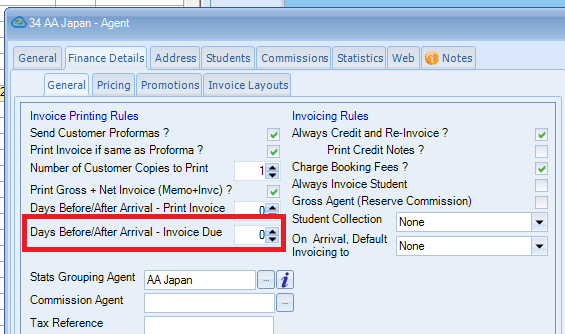 34 AA Japan - Agent
General Finance Details Address Students Commissions Statistics Web Notes
General Pricing Promotions Invoice Layouts
Invoice Printing Rules
Send Customer Proformas ?
Print Invoice if same as Proforma ?
Number of Customer Copies to Print 1
Print Gross + Net Invoice (Memo+Invc) ?
Days Before/After Arrival - Print Invoice 0
Days Before/After Arrival - Invoice Due 0
Invoicing Rules
Always Credit and Re-Invoice ?
Print Credit Notes ?
Charge Booking Fees ?
Always Invoice Student
Gross Agent (Reserve Commission)
Student Collection None
On Arrival, Default None
Invoicing to
Stats Grouping Agent AA Japan ... i
Commission Agent ...
Tax Reference